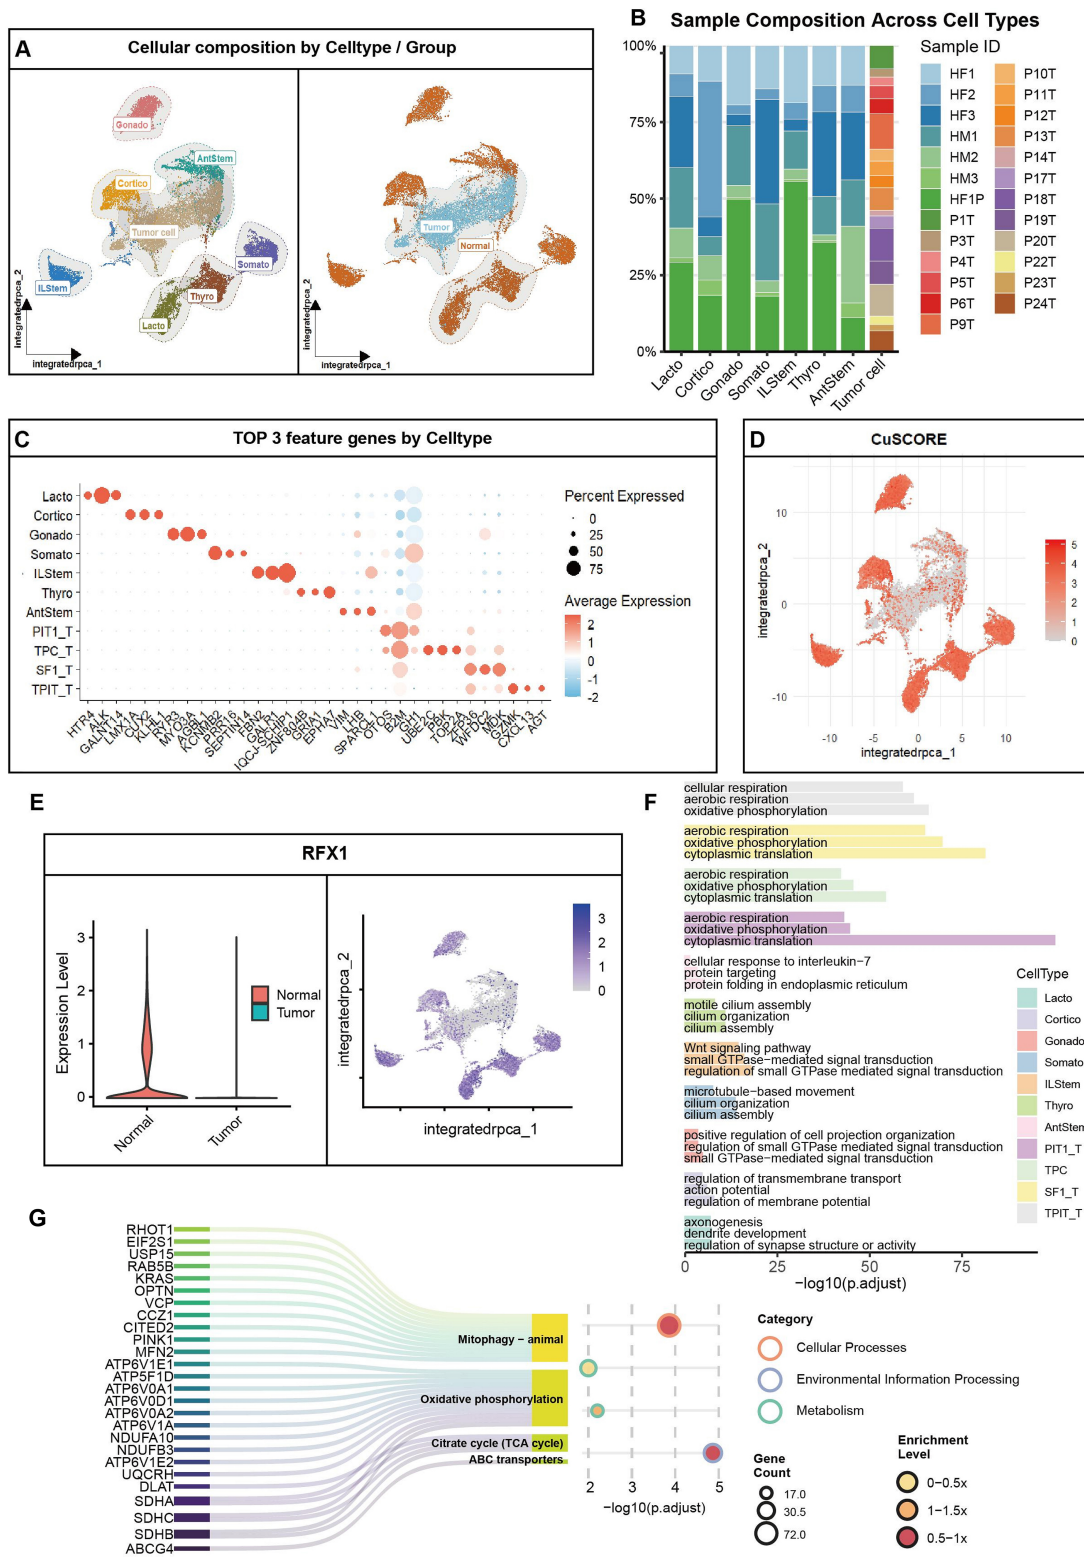 A
Cellular composition by Celltype / Group
Gonado
AntStem
Cortico
Tumor cell
Somato
ILStem
Thyro
Lacto
integratedrpca_2
integratedrpca_1
Tumor
Normal
integratedrpca_2
integratedrpca_1
B
Sample Composition Across Cell Types
100%
75%
50%
25%
0%
Lacto
Cortico
Gonado
Somato
ILStem
Thyro
AntStem
Tumor cell
Sample ID
HF1
HF2
HF3
HM1
HM2
HM3
HF1P
P1T
P3T
P4T
P5T
P6T
P9T
P10T
P11T
P12T
P13T
P14T
P17T
P18T
P19T
P20T
P22T
P23T
P24T
C
TOP 3 feature genes by Celltype
Lacto
Cortico
Gonado
Somato
ILStem
Thyro
AntStem
PIT1_T
TPC_T
SF1_T
TPIT_T
HTR4
ALK
GALNTL4
LMX1A
CUX2
KLHL1
RYR3
MYO3A
AGBL1
KCNMB2
PRR16
SEPTIN14
FBN2
GALR1
IQCJ-SCHIP1
ZNF804B
GPA1
EPHA7
VIM
LHB
SPARCL1
OTOS
B2M
GH1
UBE2C
PBK
TOP2A
ZFP36
WFDC2
MDK
GZMK
CXCL13
AGT
Percent Expressed
0
25
50
75
Average Expression
2
1
0
-1
-2
D
CuSCORE
integratedrpca_2
10
0
-10
-10
-5
0
5
10
integratedrpca_1
5
4
3
2
1
0
E
RFX1
Expression Level
3
2
1
0
Normal
Tumor
Normal
Tumor
integratedrpca_2
integratedrpca_1
3
2
1
0
F
cellular respiration
aerobic respiration
oxidative phosphorylation
aerobic respiration
oxidative phosphorylation
cytoplasmic translation
aerobic respiration
oxidative phosphorylation
cytoplasmic translation
aerobic respiration
oxidative phosphorylation
cytoplasmic translation
cellular response to interleukin−7
protein targeting
protein folding in endoplasmic reticulum
motile cilium assembly
cilium organization
cilium assembly
Wnt signaling pathway
small GTPase−mediated signal transduction
regulation of small GTPase mediated signal transduction
microtubule−based movement
cilium organization
cilium assembly
positive regulation of cell projection organization
regulation of small GTPase mediated signal transduction
small GTPase−mediated signal transduction
regulation of transmembrane transport
action potential
regulation of membrane potential
axonogenesis
dendrite development
regulation of synapse structure or activity
0
25
50
75
−log10(p.adjust)
CellType
Lacto
Cortico
Gonado
Somato
ILStem
Thyro
AntStem
PIT1_T
TPC
SF1_T
TPIT_T
G
RHOT1
EIF2S1
USP15
RAB5B
KRAS
OPTN
VCP
CCZ1
CITED2
PINK1
MFN2
ATP6V1E1
ATP5F1D
ATP6V0A1
ATP6V0D1
ATP6V0A2
ATP6V1A
NDUFA10
NDUFB3
ATP6V1E2
UQCRH
DLAT
SDHA
SDHC
SDHB
ABCG4
Mitophagy − animal
Oxidative phosphorylation
Citrate cycle (TCA cycle)
ABC transporters
2
3
4
5
−log10(p.adjust)
Category
Cellular Processes
Environmental Information Processing
Metabolism
Gene
Count
17.0
30.5
72.0
Enrichment
Level
0−0.5x
1−1.5x
0.5−1x